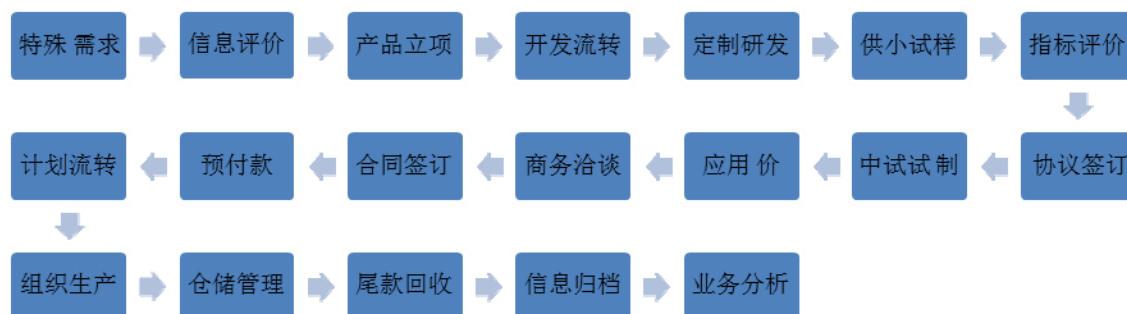 特殊 需求
信息评价
产品立项
开发流转
定制研发
供小试样
指标评价
协议签订
中试试制
应用 价
商务洽谈
合同签订
预付款
计划流转
组织生产
仓储管理
尾款回收
信息归档
业务分析